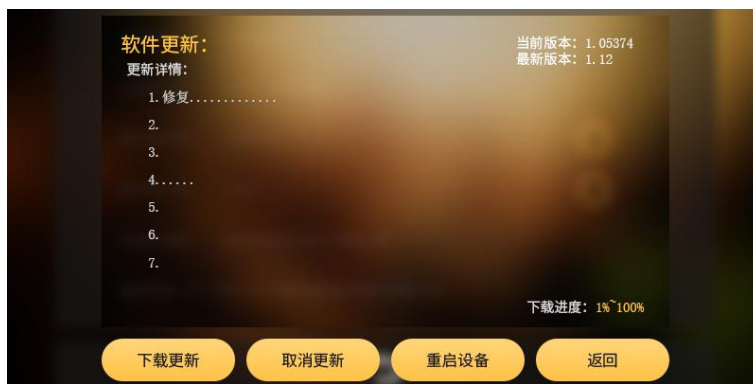 软件更新：
当前版本：1.05374
最新版本：1.12
更新详情：
1.修复.............
2.
3.
4......
5.
6.
7.
下载进度：1%~100%
下载更新
取消更新
重启设备
返回